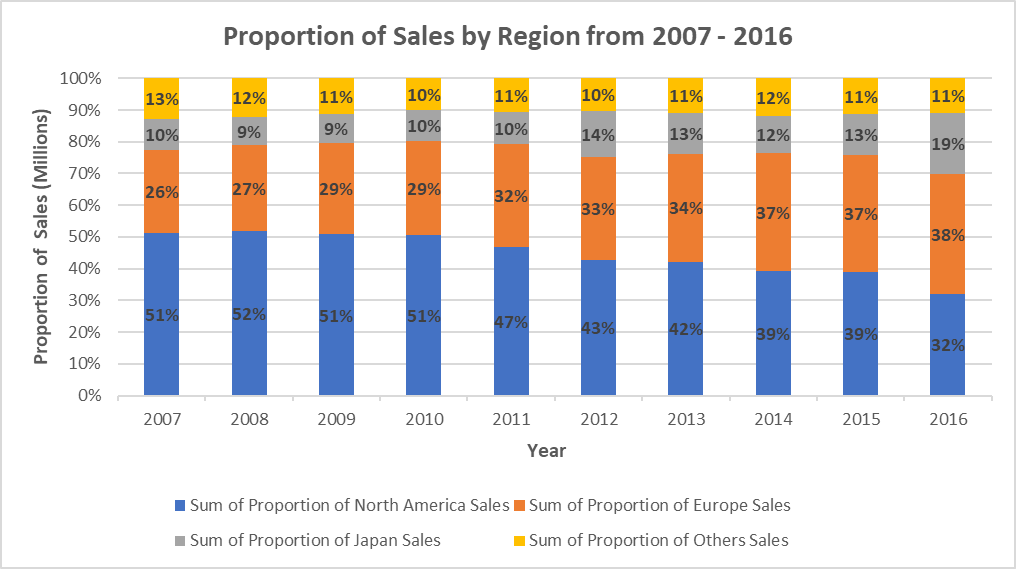 Proportion of Sales by Region from 2007 - 2016
Proportion of Sales (Millions)
100%
90%
80%
70%
60%
50%
40%
30%
20%
10%
0%
13% 12% 11% 10% 11% 10% 11% 12% 11% 11%
10% 9% 9% 10% 10% 14% 13% 12% 13% 19%
26% 27% 29% 29% 32% 33% 34% 37% 37% 38%
51% 52% 51% 51% 47% 43% 42% 39% 39% 32%
2007 2008 2009 2010 2011 2012 2013 2014 2015 2016
Year
Sum of Proportion of North America Sales Sum of Proportion of Europe Sales
Sum of Proportion of Japan Sales Sum of Proportion of Others Sales